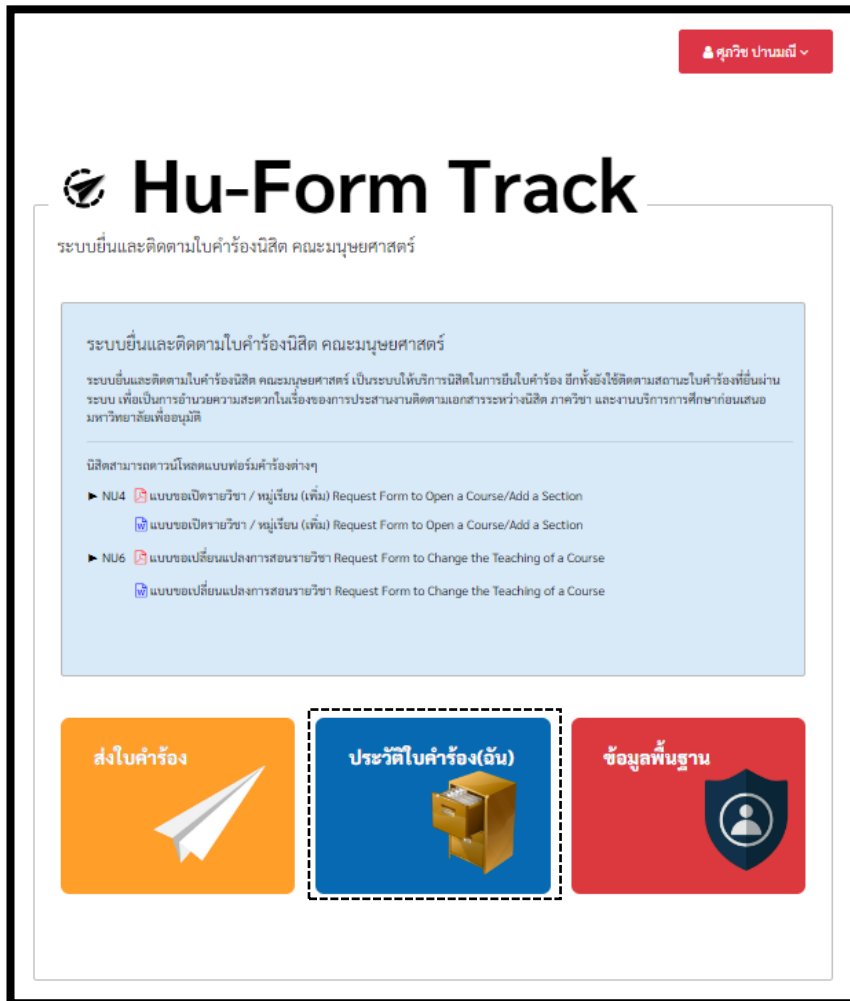 ศุภวิช ปานมณี
Hu-Form Track
ระบบยื่นและติดตามใบคำร้องนิสิต คณะมนุษยศาสตร์
ระบบยื่นและติดตามใบคำร้องนิสิต คณะมนุษยศาสตร์
ระบบยื่นและติดตามใบคำร้องนิสิต คณะมนุษยศาสตร์ เป็นระบบให้บริการนิสิตในการยืนใบคำร้อง อีกทั้งยังใช้ติดตามสถานะใบคำร้องที่ยื่นผ่าน
ระบบ เพื่อเป็นการอำนวยความสะดวกในเรื่องของการประสานงานติดตามเอกสารระหว่างนิสิต ภาควิชา และงานบริการการศึกษาก่อนเสนอ
มหาวิทยาลัยเพื่ออนุมัติ
นิสิตสามารถดาวน์โหลดแบบฟอร์มคำร้องต่างๆ
► NU4 แบบขอเปิดรายวิชา / หมู่เรียน (เพิ่ม) Request Form to Open a Course/Add a Section
แบบขอเปิดรายวิชา / หมู่เรียน (เพิ่ม) Request Form to Open a Course/Add a Section
► NU6 แบบขอเปลี่ยนแปลงการสอนรายวิชา Request Form to Change the Teaching of a Course
แบบขอเปลี่ยนแปลงการสอนรายวิชา Request Form to Change the Teaching of a Course
ส่งใบคำร้อง
ประวัติใบคำร้อง(ฉัน)
ข้อมูลพื้นฐาน